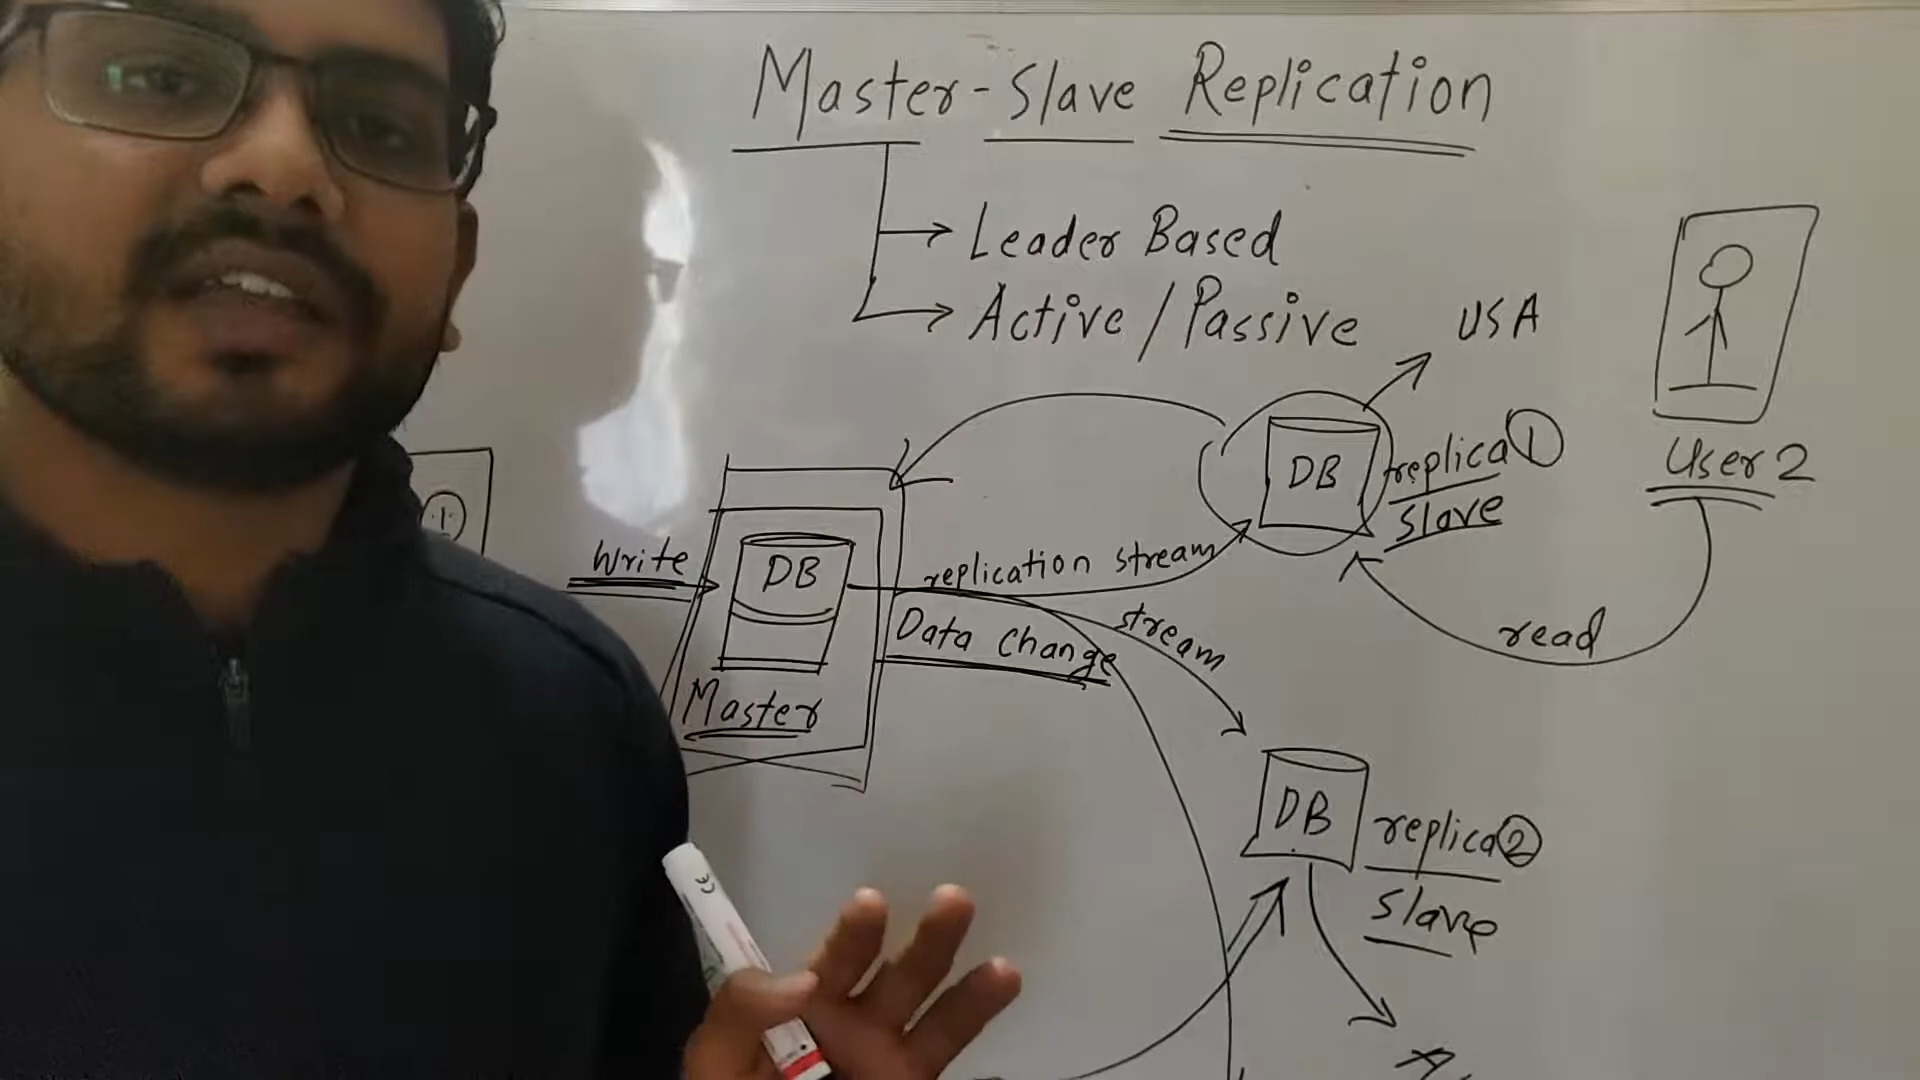 Master-Slave Replication
Leader Based
Active / Passive
USA
DB
replica 1
slave
User 2
Write
DB
Master
replication stream
Data Change
stream
read
DB
replica 2
slave
CE